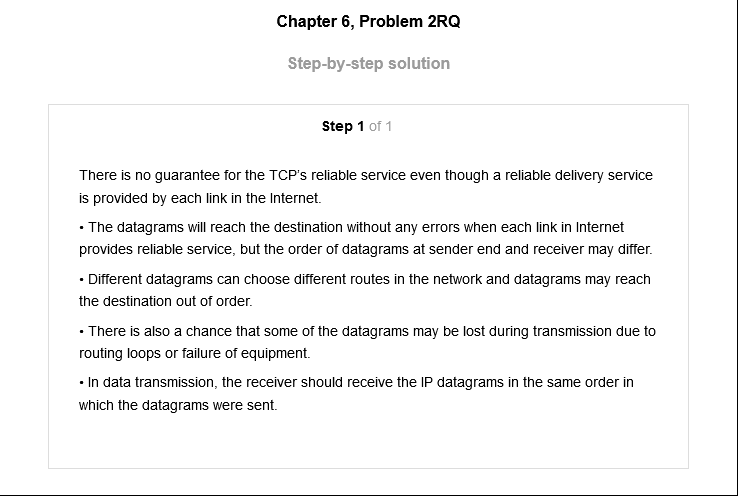 Chapter 6, Problem 2RQ
Step-by-step solution
Step 1 of 1
There is no guarantee for the TCP's reliable service even though a reliable delivery service
is provided by each link in the Internet.
• The datagrams will reach the destination without any errors when each link in Internet
provides reliable service, but the order of datagrams at sender end and receiver may differ.
• Different datagrams can choose different routes in the network and datagrams may reach
the destination out of order.
• There is also a chance that some of the datagrams may be lost during transmission due to
routing loops or failure of equipment.
• In data transmission, the receiver should receive the IP datagrams in the same order in
which the datagrams were sent.